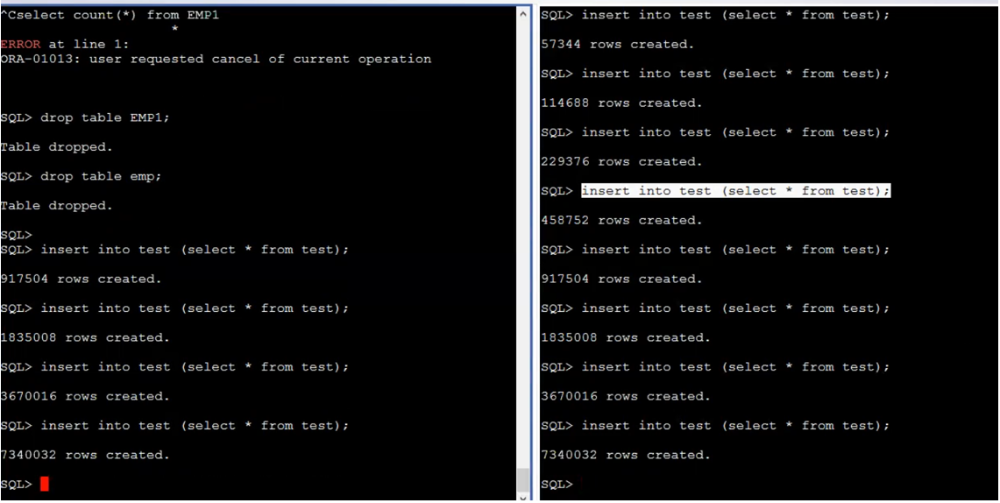 ^Cselect count(*) from EMP1
*
ERROR at line 1:
ORA-01013: user requested cancel of current operation
SQL> drop table EMP1;
Table dropped.
SQL> drop table emp;
Table dropped.
SQL>
SQL> insert into test (select * from test);
917504 rows created.
SQL> insert into test (select * from test);
1835008 rows created.
SQL> insert into test (select * from test);
3670016 rows created.
SQL> insert into test (select * from test);
7340032 rows created.
SQL>
SQL> insert into test (select * from test);
57344 rows created.
SQL> insert into test (select * from test);
114688 rows created.
SQL> insert into test (select * from test);
229376 rows created.
SQL> insert into test (select * from test);
458752 rows created.
SQL> insert into test (select * from test);
917504 rows created.
SQL> insert into test (select * from test);
1835008 rows created.
SQL> insert into test (select * from test);
3670016 rows created.
SQL> insert into test (select * from test);
7340032 rows created.
SQL>